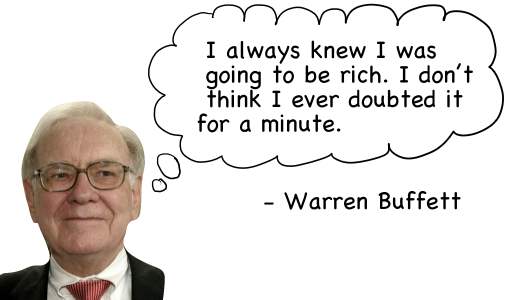 I always knew I was
going to be rich. I don't
think I ever doubted it
for a minute.
- Warren Buffett